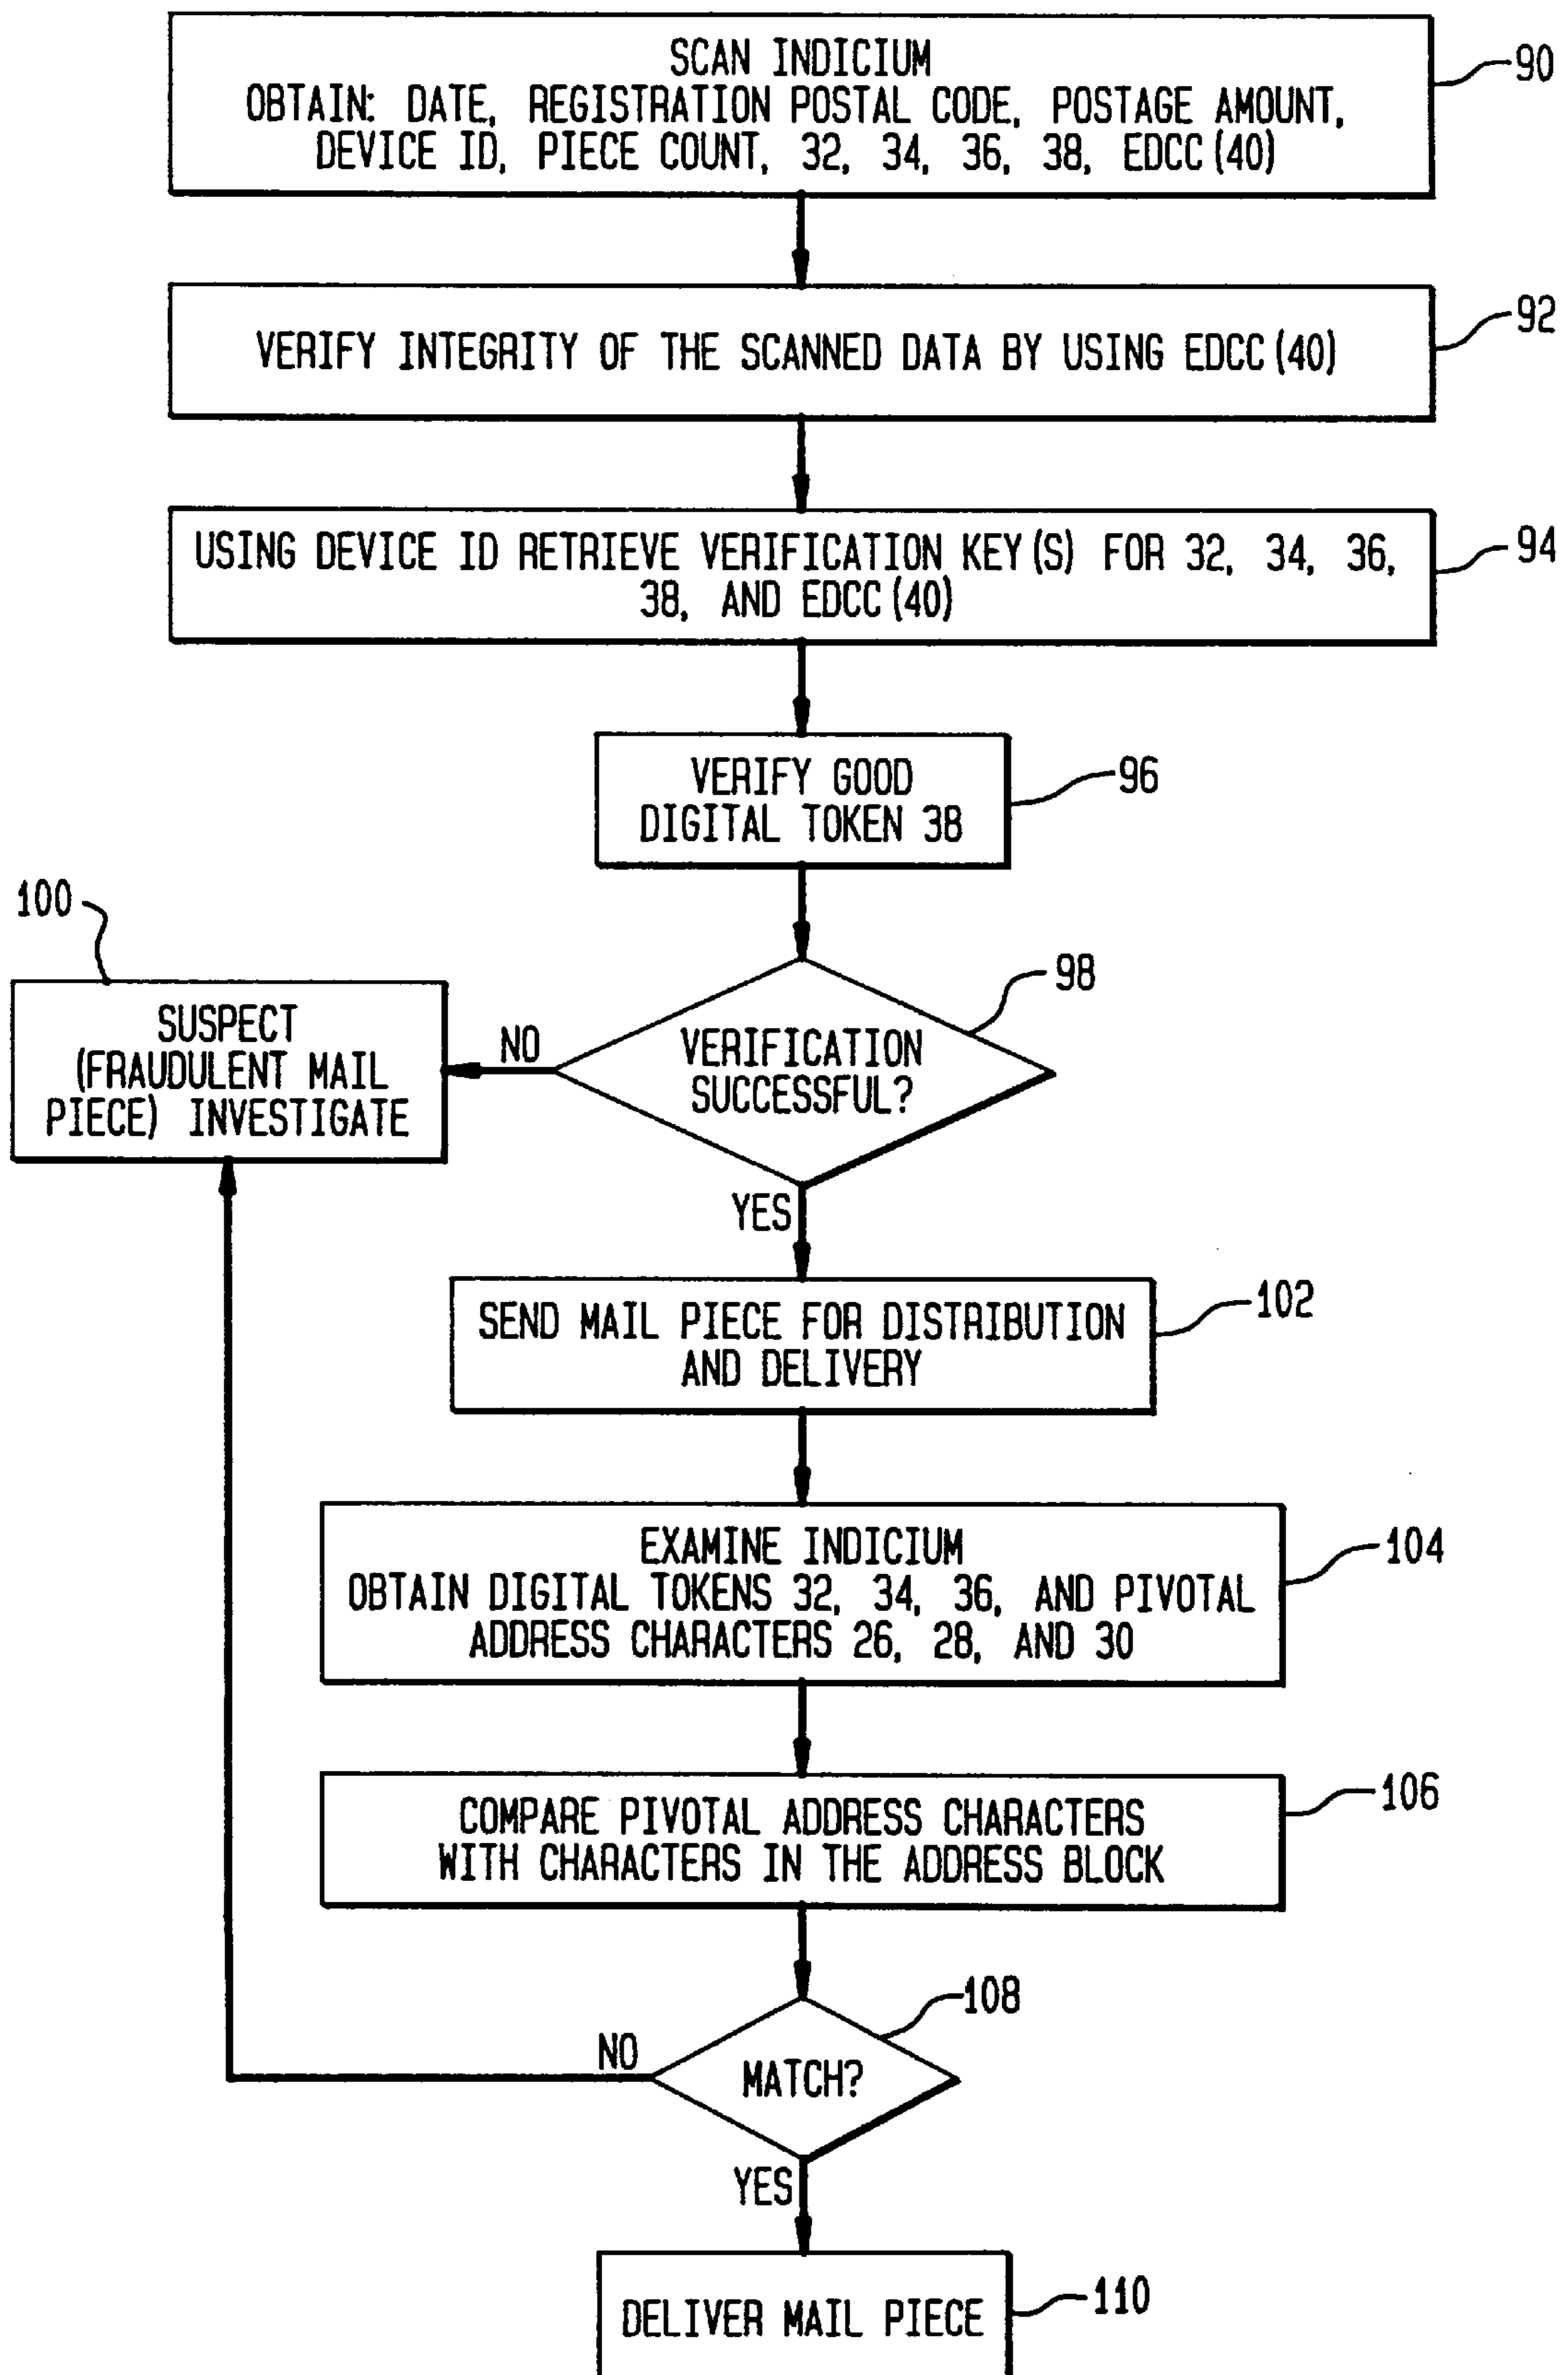 SCAN INDICIUM
OBTAIN: DATE, REGISTRATION POSTAL CODE, POSTAGE AMOUNT,
DEVICE ID, PIECE COUNT, 32, 34, 36, 38, EDCC(40)
90
VERIFY INTEGRITY OF THE SCANNED DATA BY USING EDCC(40)
92
USING DEVICE ID RETRIEVE VERIFICATION KEY(S) FOR 32, 34, 36,
38, AND EDCC(40)
94
VERIFY GOOD
DIGITAL TOKEN 38
96
100
SUSPECT
(FRAUDULENT MAIL
PIECE) INVESTIGATE
NO
VERIFICATION
SUCCESSFUL?
98
YES
SEND MAIL PIECE FOR DISTRIBUTION
AND DELIVERY
102
EXAMINE INDICIUM
OBTAIN DIGITAL TOKENS 32, 34, 36, AND PIVOTAL
ADDRESS CHARACTERS 26, 28, AND 30
104
COMPARE PIVOTAL ADDRESS CHARACTERS
WITH CHARACTERS IN THE ADDRESS BLOCK
106
NO
MATCH?
108
YES
DELIVER MAIL PIECE
110